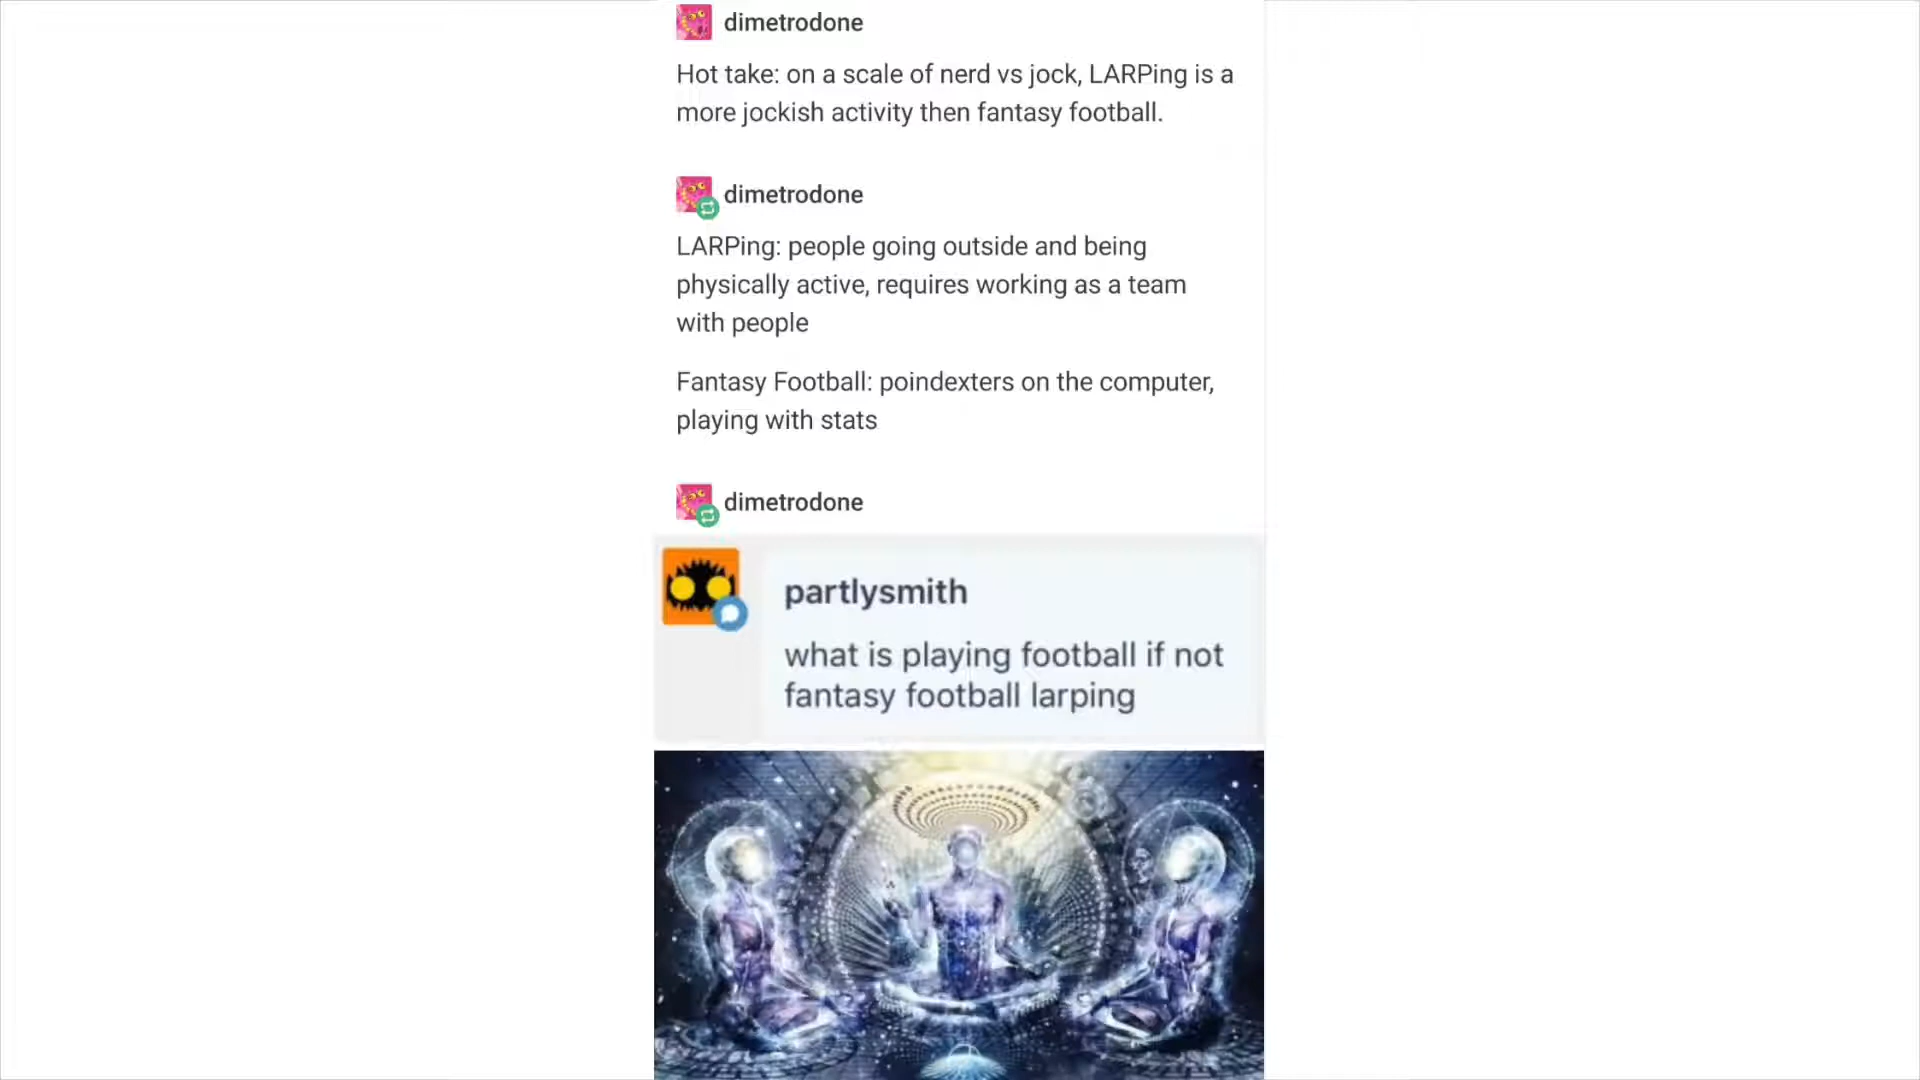 dimetrodone
Hot take: on a scale of nerd vs jock, LARPing is a
more jockish activity then fantasy football.
dimetrodone
LARPing: people going outside and being
physically active, requires working as a team
with people
Fantasy Football: poindexters on the computer,
playing with stats
dimetrodone
partlysmith
what is playing football if not
fantasy football larping